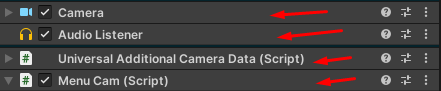 Camera
Audio Listener
Universal Additional Camera Data (Script)
Menu Cam (Script)